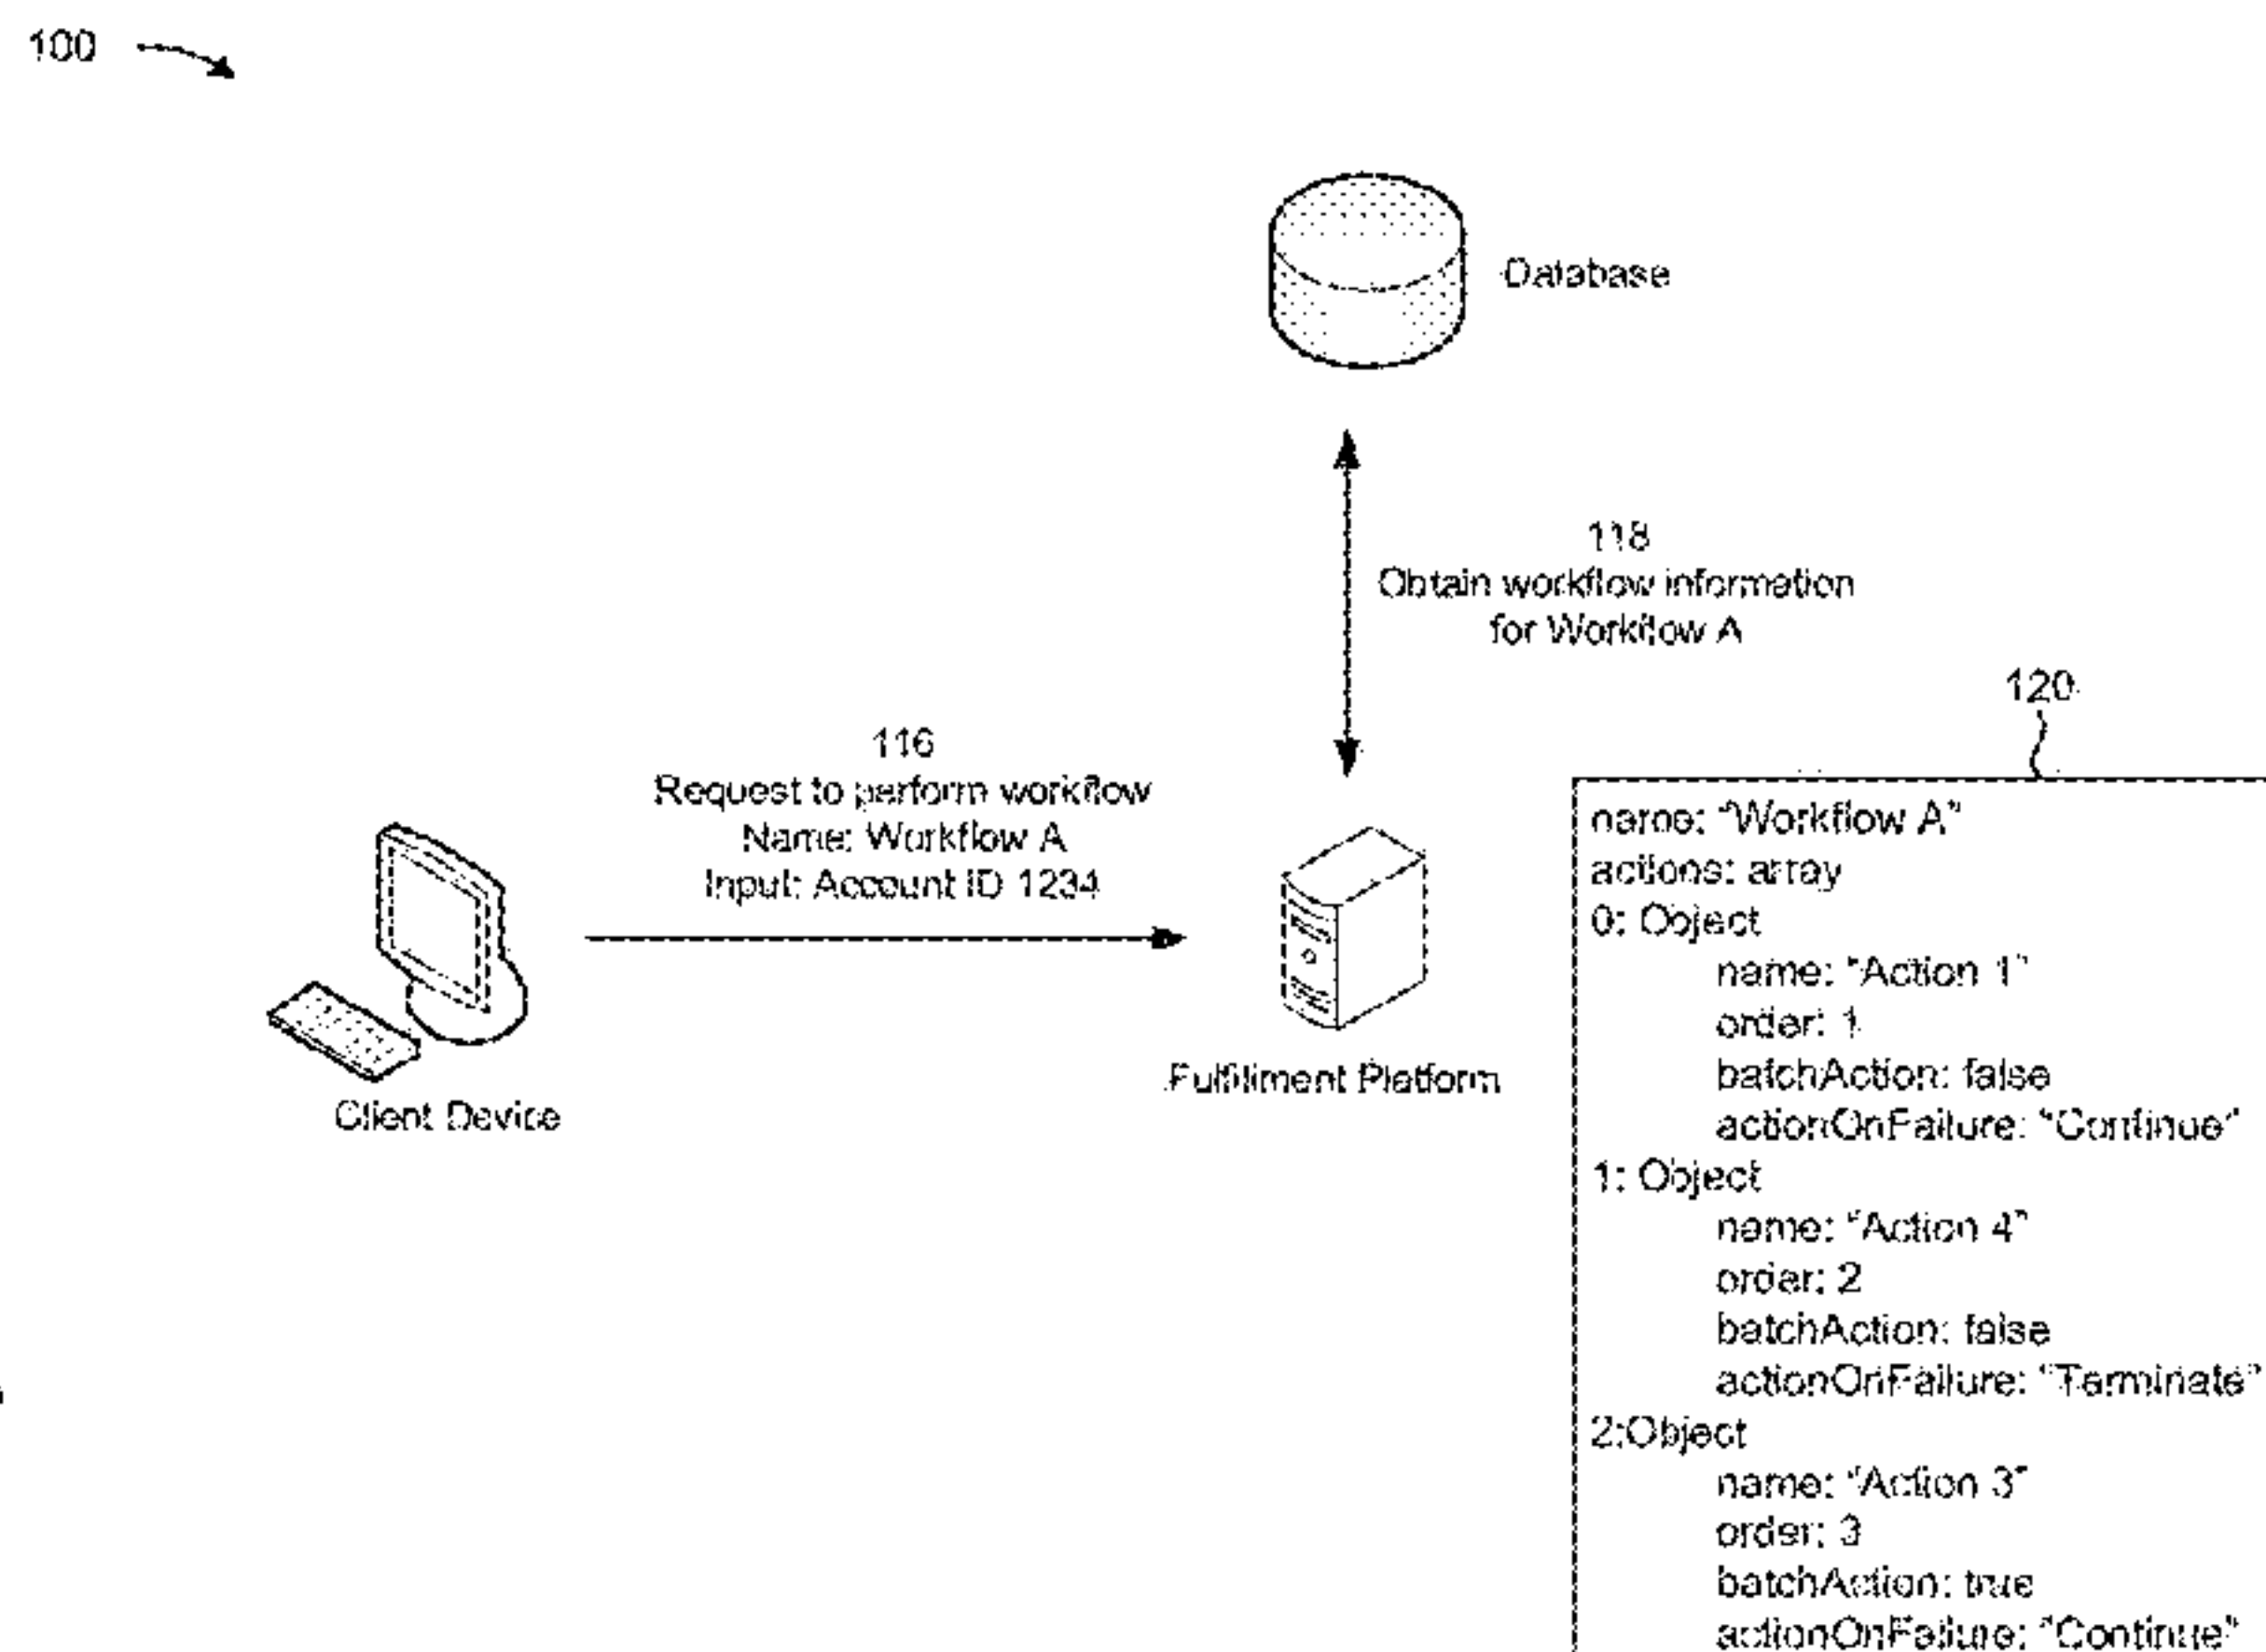 100
Database
118
Obtain workflow information
for Workflow A
120
116
Request to perform workflow
Name: Workflow A
Input: Account ID 1234
Client Device
Fulfillment Platform
name: "Workflow A"
actions: array
0: Object
name: "Action 1"
order: 1
batchAction: false
actionOnFailure: "Continue"
1: Object
name: "Action 4"
order: 2
batchAction: false
actionOnFailure: "Terminate"
2:Object
name: "Action 3"
order: 3
batchAction: true
actionOnFailure: "Continue"